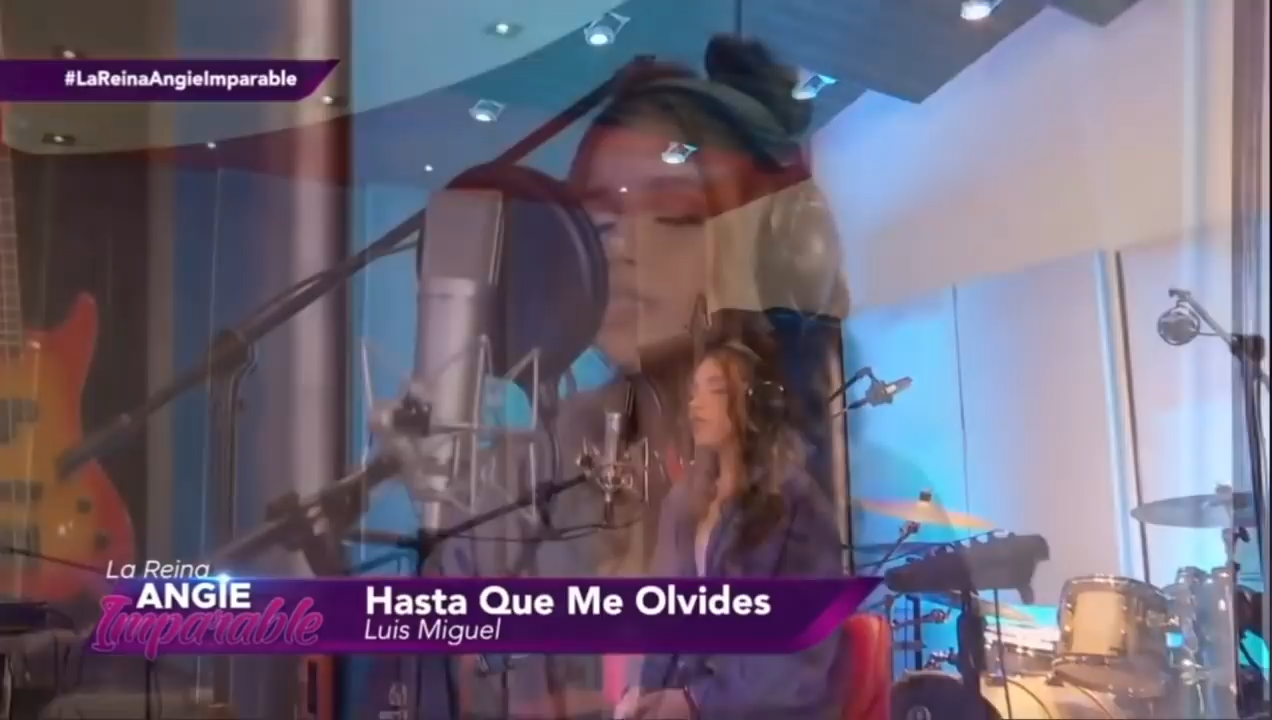 #LaReinaAngieImparable
La Reina
ANGIE
Imparable
Hasta Que Me Olvides
Luis Miguel